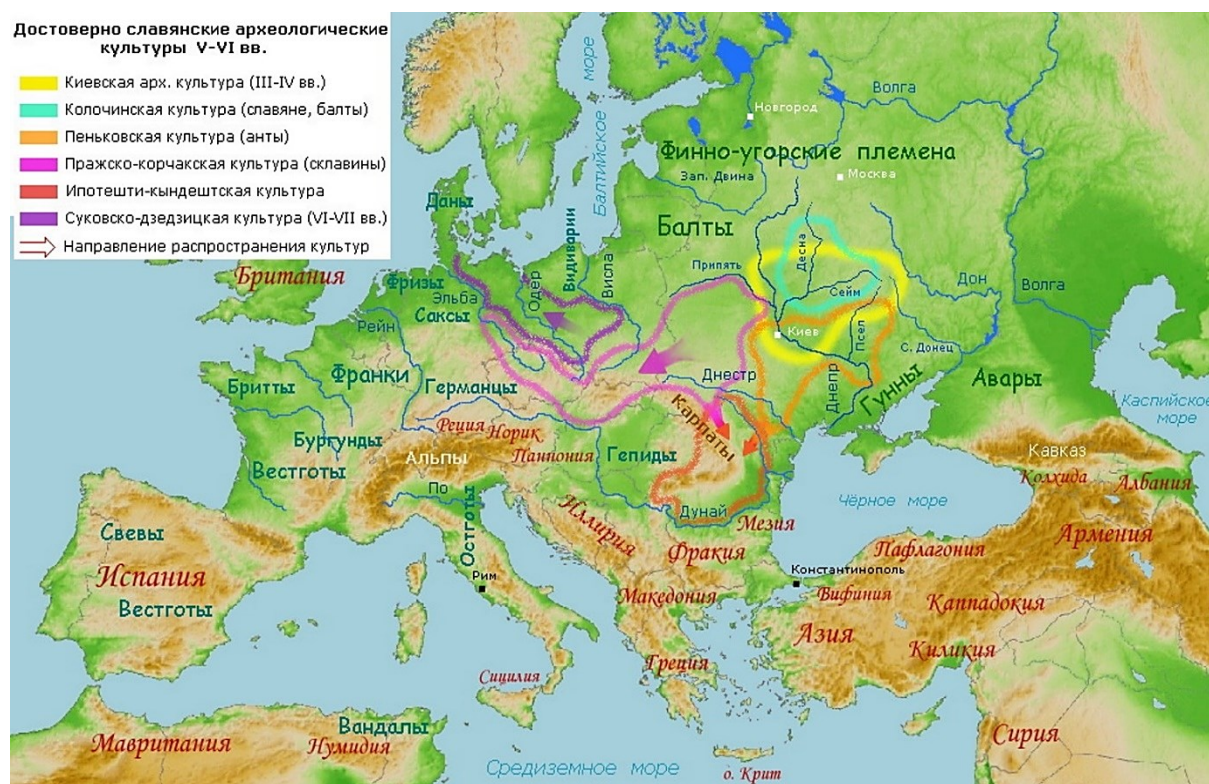 Достоверно славянские археологические
культуры V-VI вв.
Киевская арх. культура (III-IV вв.)
Колочинская культура (славяне, балты)
Пеньковская культура (анты)
Пражско-корчакская культура (склавины)
Ипотешти-кындештская культура
Суковско-дзедзицкая культура (VI-VII вв.)
Направление распространения культур
Балтийское море
Новгород
Волга
Финно-угорские племена
Зап. Двина
Москва
Даны
Балты
Видиварии
Висла
Одер
Десна
Припять
Сейм
Дон
Волга
Британия
Фризы
Эльба
Саксы
Рейн
Киев
Псел
С. Донец
Днестр
Днепр
Гунны
Авары
Каспийское
море
Бритты
Франки
Германцы
Карпаты
Реция
Норик
Паннония
Бургунды
Вестготы
Альпы
Гепиды
Кавказ
Колхида
Албания
По
Остготы
Дунай
Мезия
Чёрное море
Иллирия
Фракия
Свевы
Испания
Вестготы
Рим
Македония
Константинополь
Вифиния
Пафлагония
Армения
Каппадокия
Азия
Киликия
Греция
Сицилия
Вандалы
Мавритания
Нумидия
Средиземное море
о. Крит
Сирия